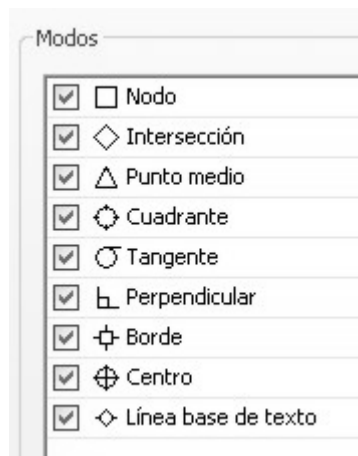 Modos
Nodo
Intersección
Punto medio
Cuadrante
Tangente
Perpendicular
Borde
Centro
Línea base de texto